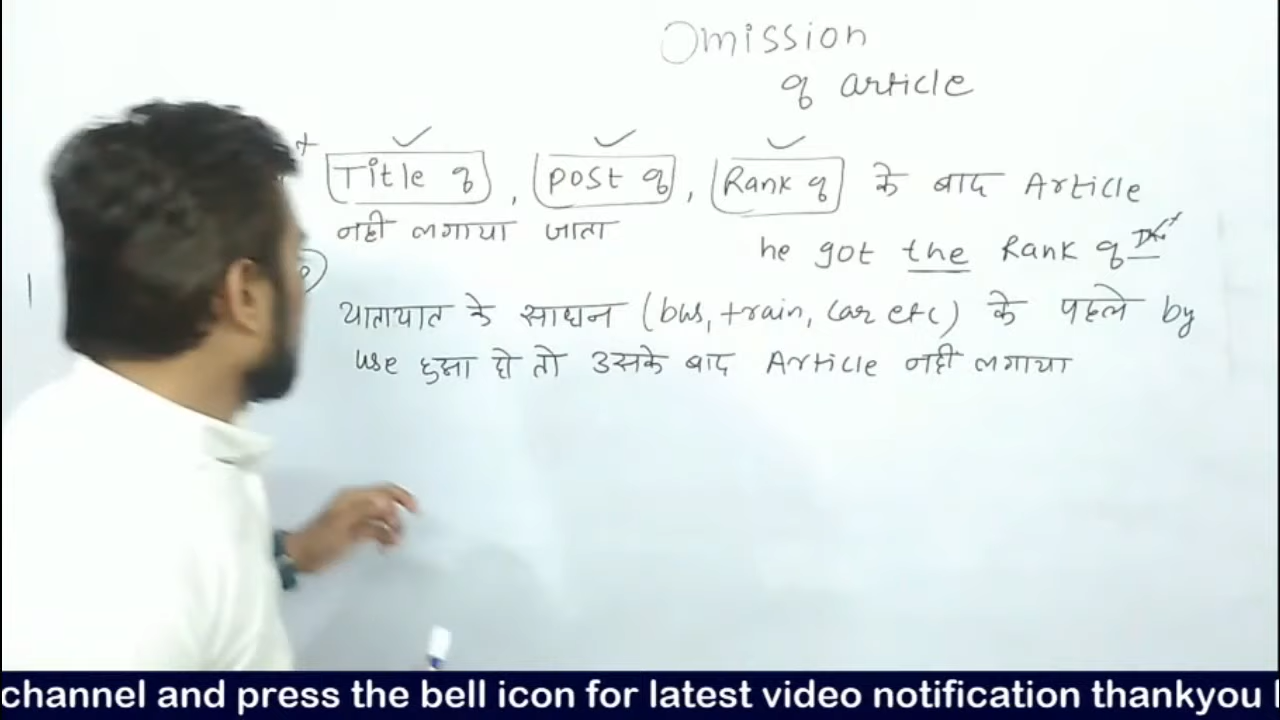 Omission
of article
Title of, Post of, Rank of के बाद Article
नही लगाया जाता
he got the Rank of
यातायात के साधन (bus, train, car etc) के पहले by
use हुआ हो तो उसके बाद Article नही लगाया
channel and press the bell icon for latest video notification thankyou